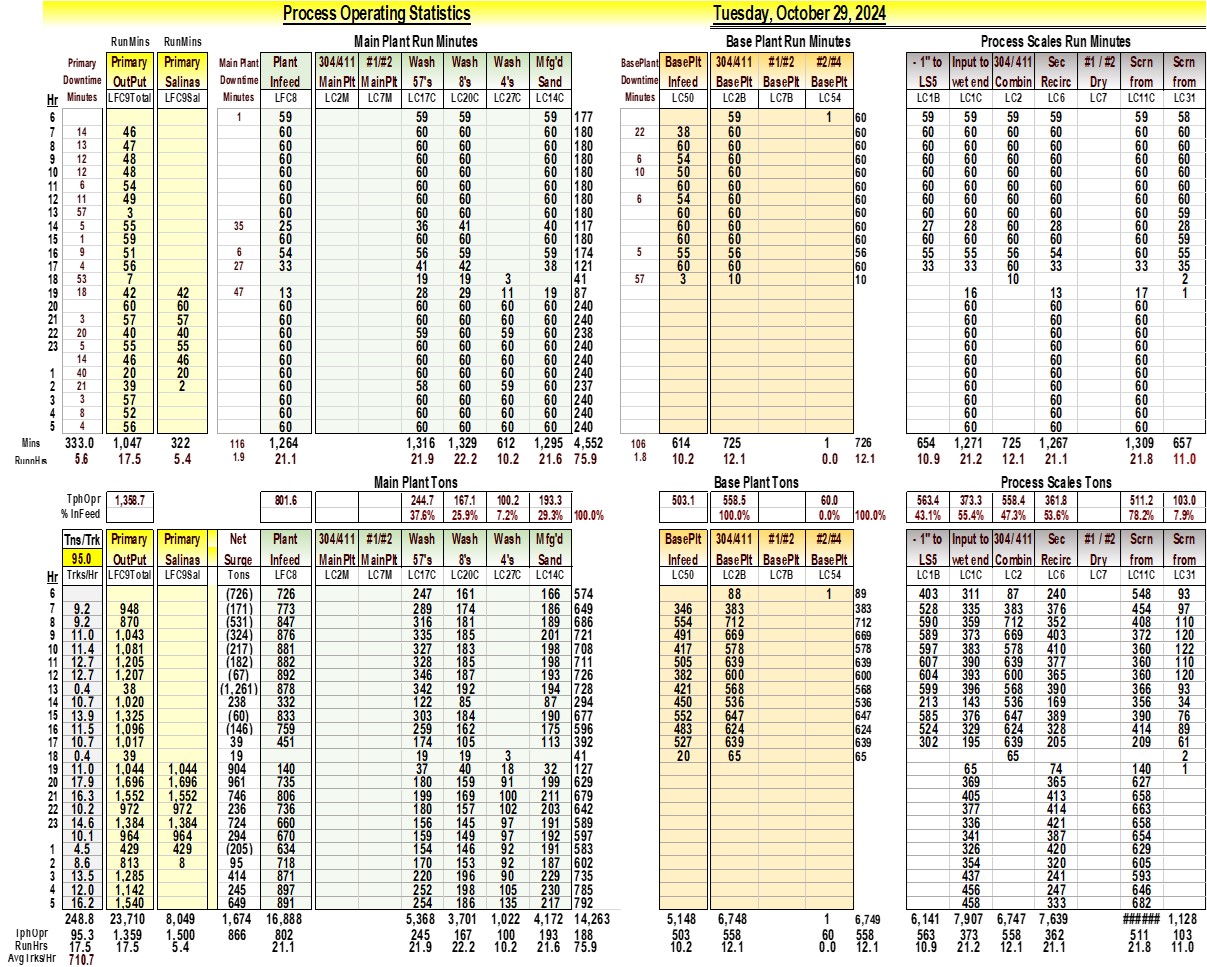 Process Operating Statistics Tuesday, October 29, 2024
RunMins RunMins Main Plant Run Minutes Base Plant Run Minutes Process Scales Run Minutes
Primary Primary Primary Main Plant Plant 304/411 #1/#2 Wash Wash Wash Mfg'd BasePlant BasePlt 304/411 #1/#2 #2/#4 - 1" to Input to 304/411 Sec #1 / #2 Scrn Scrn
Downtime OutPut Salinas Downtime Infeed MainPlt MainPlt 57's 8's 4's Sand Downtime Infeed BasePlt BasePlt BasePlt LS5 wet end Combin Recirc Dry from from
Hr Minutes LFC9Total LFC9Sal Minutes LFC8 LC2M LC7M LC17C LC20C LC27C LC14C Minutes LC50 LC2B LC7B LC54 LC1B LC1C LC2 LC6 LC7 LC11C LC31
6 1 59 59 59 59 177 59 1 60 59 59 59 59 59 58
7 14 46 60 60 60 60 180 22 38 60 60 60 60 60 60 60 60
8 13 47 60 60 60 60 180 60 60 60 60 60 60 60 60 60
9 12 48 60 60 60 60 180 6 54 60 60 60 60 60 60 60 60
10 12 48 60 60 60 60 180 10 50 60 60 60 60 60 60 60 60
11 6 54 60 60 60 60 180 60 60 60 60 60 60 60 60 60
12 11 49 60 60 60 60 180 6 54 60 60 60 60 60 60 60 60
13 57 3 60 60 60 60 180 60 60 60 60 60 60 60 60 59
14 5 55 35 25 36 41 40 117 60 60 60 27 28 60 28 60 28
15 1 59 60 60 60 60 180 60 60 60 60 60 60 60 60 59
16 9 51 6 54 56 59 59 174 5 55 56 56 55 55 56 54 60 55
17 4 56 27 33 41 42 38 121 60 60 60 33 33 60 33 33 35
18 53 7 19 19 3 41 57 3 10 10 10 2
19 18 42 42 47 13 28 29 11 19 87 16 13 17 1
20 60 60 60 60 60 60 60 240 60 60 60
21 3 57 57 60 60 60 60 60 240 60 60 60
22 20 40 40 60 59 60 59 60 238 60 60 60
23 5 55 55 60 60 60 60 60 240 60 60 60
14 46 46 60 60 60 60 60 240 60 60 60
1 40 20 20 60 60 60 60 60 240 60 60 60
2 21 39 2 60 58 60 59 60 237 60 60 60
3 3 57 60 60 60 60 60 240 60 60 60
4 8 52 60 60 60 60 60 240 60 60 60
5 4 56 60 60 60 60 60 240 60 60 60
Mins 333.0 1,047 322 116 1,264 1,316 1,329 612 1,295 4,552 106 614 725 1 726 654 1,271 725 1,267 1,309 657
RunnHrs 5.6 17.5 5.4 1.9 21.1 21.9 22.2 10.2 21.6 75.9 1.8 10.2 12.1 0.0 12.1 10.9 21.2 12.1 21.1 21.8 11.0
Main Plant Tons Base Plant Tons Process Scales Tons
TphOpr 1,358.7 801.6 244.7 167.1 100.2 193.3 503.1 558.5 60.0 563.4 373.3 558.4 361.8 511.2 103.0
% InFeed 37.6% 25.9% 7.2% 29.3% 100.0% 100.0% 0.0% 100.0% 43.1% 55.4% 47.3% 53.6% 78.2% 7.9%
Tns/Trk Primary Primary Net Plant 304/411 #1/#2 Wash Wash Wash Mfg'd BasePlt 304/411 #1/#2 #2/#4 - 1" to Input to 304/411 Sec #1 / #2 Scrn Scrn
95.0 OutPut Salinas Surge Infeed MainPlt MainPlt 57's 8's 4's Sand Infeed BasePlt BasePlt BasePlt LS5 wet end Combin Recirc Dry from from
Hr Trks/Hr LFC9Total LFC9Sal Tons LFC8 LC2M LC7M LC17C LC20C LC27C LC14C LC50 LC2B LC7B LC54 LC1B LC1C LC2 LC6 LC7 LC11C LC31
6 (726) 726 247 161 166 574 88 1 89 403 311 87 240 548 93
7 9.2 948 (171) 773 289 174 186 649 346 383 383 528 335 383 376 454 97
8 9.2 870 (531) 847 316 181 189 686 554 712 712 590 359 712 352 408 110
9 11.0 1,043 (324) 876 335 185 201 721 491 669 669 589 373 669 403 372 120
10 11.4 1,081 (217) 881 327 183 198 708 417 578 578 597 383 578 410 360 122
11 12.7 1,205 (182) 882 328 185 198 711 505 639 639 607 390 639 377 360 110
12 12.7 1,207 (67) 892 346 187 193 726 382 600 600 604 393 600 365 360 120
13 0.4 38 (1,261) 878 342 192 194 728 421 568 568 599 396 568 390 366 93
14 10.7 1,020 238 332 122 85 87 294 450 536 536 213 143 536 169 356 34
15 13.9 1,325 (60) 833 303 184 190 677 552 647 647 585 376 647 389 390 76
16 11.5 1,096 (146) 759 259 162 175 596 483 624 624 524 329 624 328 414 89
17 10.7 1,017 39 451 174 105 113 392 527 639 639 302 195 639 205 209 61
18 0.4 39 19 19 19 3 41 20 65 65 65 2
19 11.0 1,044 1,044 904 140 37 40 18 32 127 65 74 140 1
20 17.9 1,696 1,696 961 735 180 159 91 199 629 369 365 627
21 16.3 1,552 1,552 746 806 199 169 100 211 679 405 413 658
22 10.2 972 972 236 736 180 157 102 203 642 377 414 663
23 14.6 1,384 1,384 724 660 156 145 97 191 589 336 421 658
10.1 964 964 294 670 159 149 97 192 597 341 387 654
1 4.5 429 429 (205) 634 154 146 92 191 583 326 420 629
2 8.6 813 8 95 718 170 153 92 187 602 354 320 605
3 13.5 1,285 414 871 220 196 90 229 735 437 241 593
4 12.0 1,142 245 897 252 198 105 230 785 456 247 646
5 16.2 1,540 649 891 254 186 135 217 792 458 333 682
248.8 23,710 8,049 1,674 16,888 5,368 3,701 1,022 4,172 14,263 5,148 6,748 1 6,749 6,141 7,907 6,747 7,639 ###### 1,128
TphOpr 95.3 1,359 1,500 866 802 245 167 100 193 188 503 558 60 558 563 373 558 362 511 103
RunHrs 17.5 17.5 5.4 21.1 21.9 22.2 10.2 21.6 75.9 10.2 12.1 0.0 12.1 10.9 21.2 12.1 21.1 21.8 11.0
AvgTrks/Hr 710.7